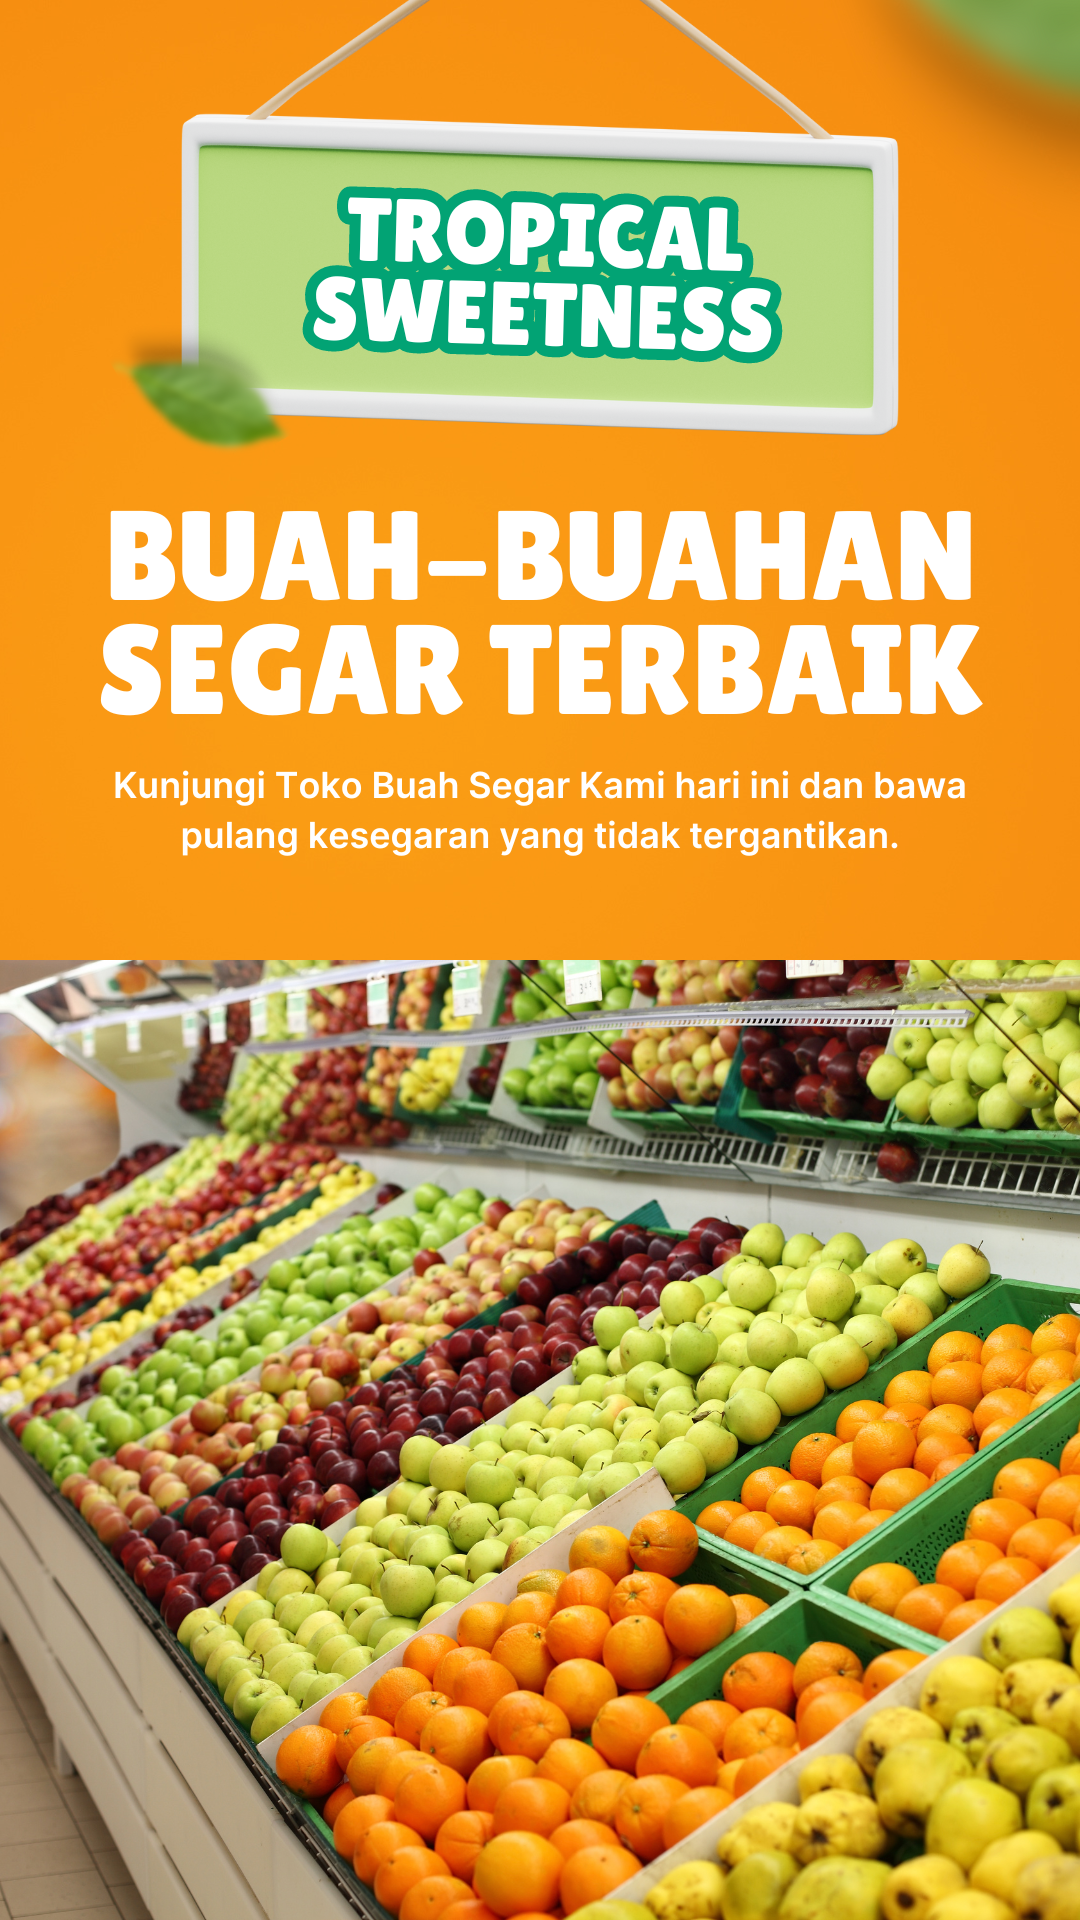 TROPICAL
SWEETNESS
BUAH-BUAHAN
SEGAR TERBAIK
Kunjungi Toko Buah Segar Kami hari ini dan bawa
pulang kesegaran yang tidak tergantikan.